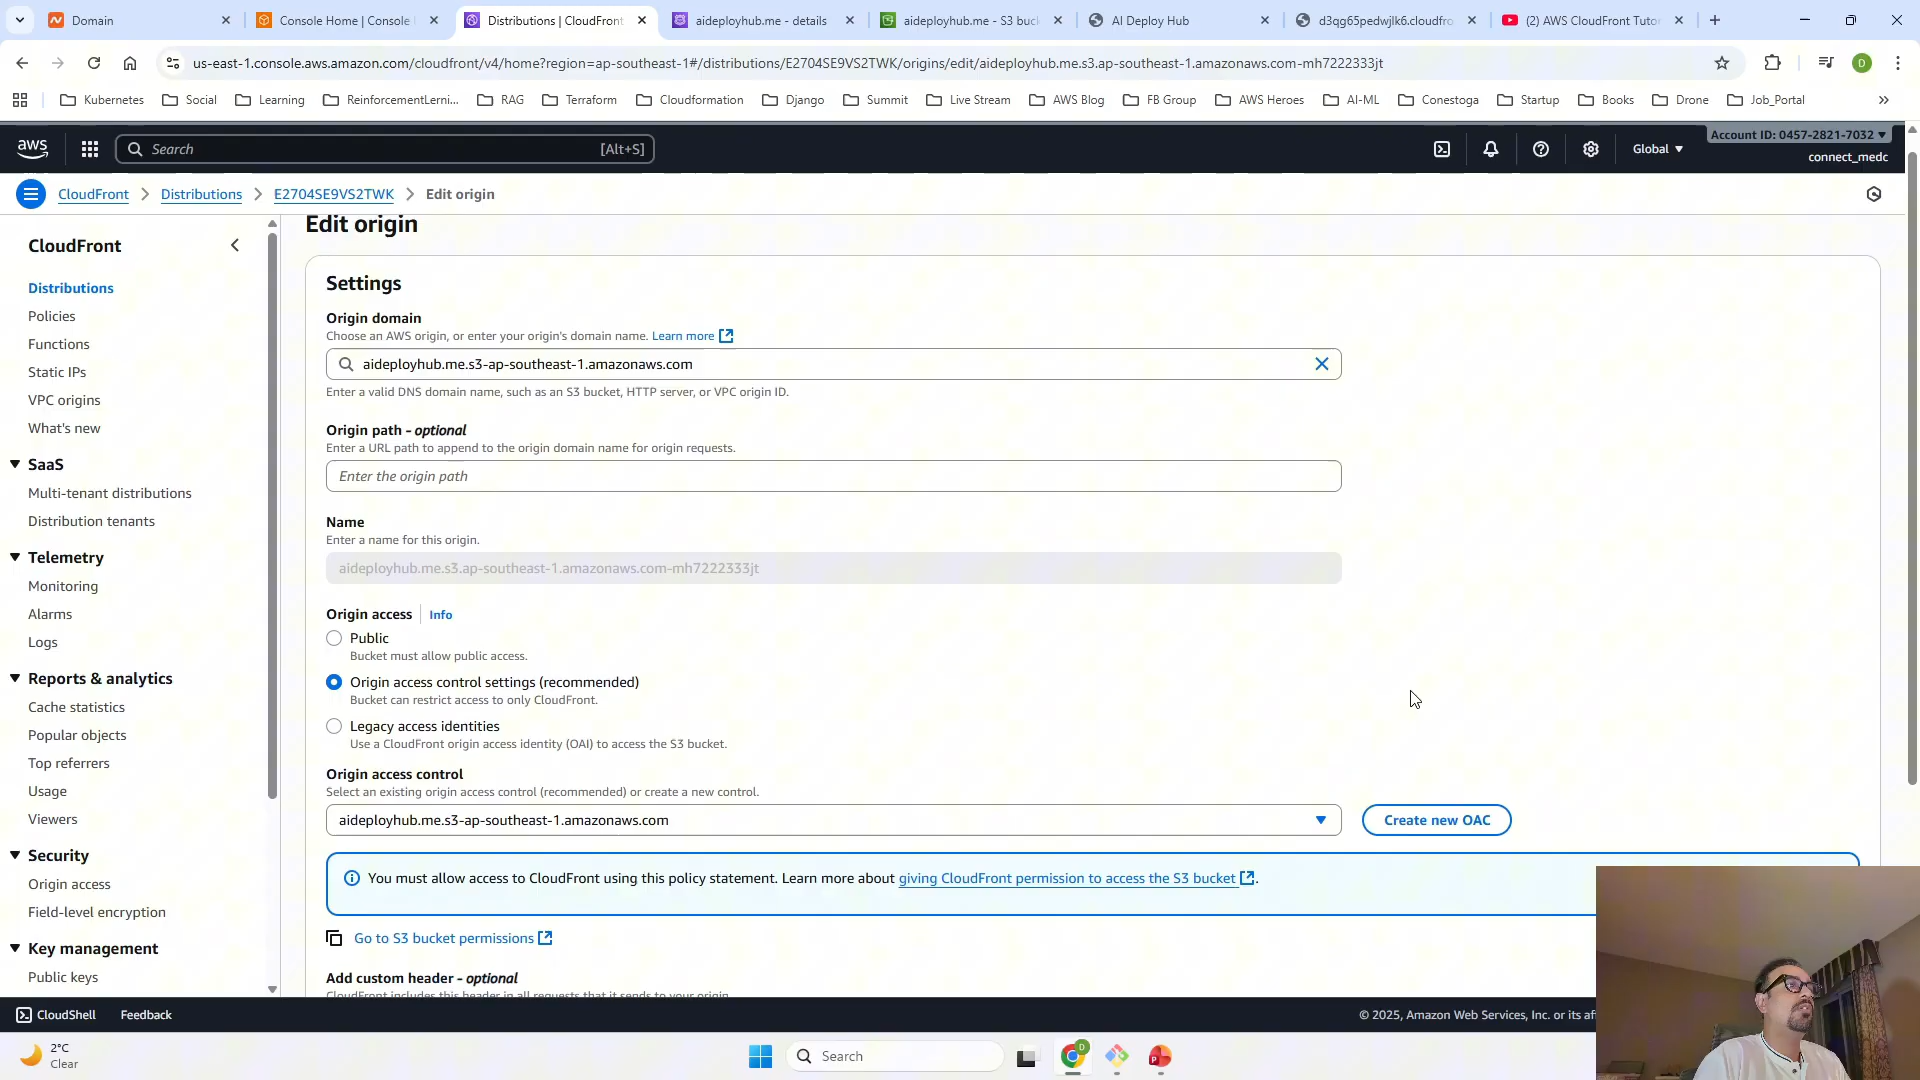 Domain
Console Home | Console
Distributions | CloudFront
aideployhub.me - details
aideployhub.me - S3 buc
AI Deploy Hub
d3qg65pedwjlk6.cloudfro
(2) AWS CloudFront Tuto
us-east-1.console.aws.amazon.com/cloudfront/v4/home?region=ap-southeast-1#/distributions/E2704SE9VS2TWK/origins/edit/aideployhub.me.s3.ap-southeast-1.amazonaws.com-mh7222333jt
D
Kubernetes
Social
Learning
ReinforcementLerni...
RAG
Terraform
Cloudformation
Django
Summit
Live Stream
AWS Blog
FB Group
AWS Heroes
AI-ML
Conestoga
Startup
Books
Drone
Job_Portal
aws
Search
[Alt+S]
Global
Account ID: 0457-2821-7032
connect_medc
CloudFront
Distributions
E2704SE9VS2TWK
Edit origin
CloudFront
Distributions
Policies
Functions
Static IPs
VPC origins
What's new
SaaS
Multi-tenant distributions
Distribution tenants
Telemetry
Monitoring
Alarms
Logs
Reports & analytics
Cache statistics
Popular objects
Top referrers
Usage
Viewers
Security
Origin access
Field-level encryption
Key management
Public keys
Edit origin
Settings
Origin domain
Choose an AWS origin, or enter your origin's domain name. Learn more
aideployhub.me.s3-ap-southeast-1.amazonaws.com
Enter a valid DNS domain name, such as an S3 bucket, HTTP server, or VPC origin ID.
Origin path - optional
Enter a URL path to append to the origin domain name for origin requests.
Enter the origin path
Name
Enter a name for this origin.
aideployhub.me.s3.ap-southeast-1.amazonaws.com-mh7222333jt
Origin access
Info
Public
Bucket must allow public access.
Origin access control settings (recommended)
Bucket can restrict access to only CloudFront.
Legacy access identities
Use a CloudFront origin access identity (OAI) to access the S3 bucket.
Origin access control
Select an existing origin access control (recommended) or create a new control.
aideployhub.me.s3-ap-southeast-1.amazonaws.com
Create new OAC
You must allow access to CloudFront using this policy statement. Learn more about giving CloudFront permission to access the S3 bucket.
Go to S3 bucket permissions
Add custom header - optional
CloudFront includes this header in all requests that it sends to your origin.
CloudShell
Feedback
© 2025, Amazon Web Services, Inc. or its af
2°C
Clear
Search
D